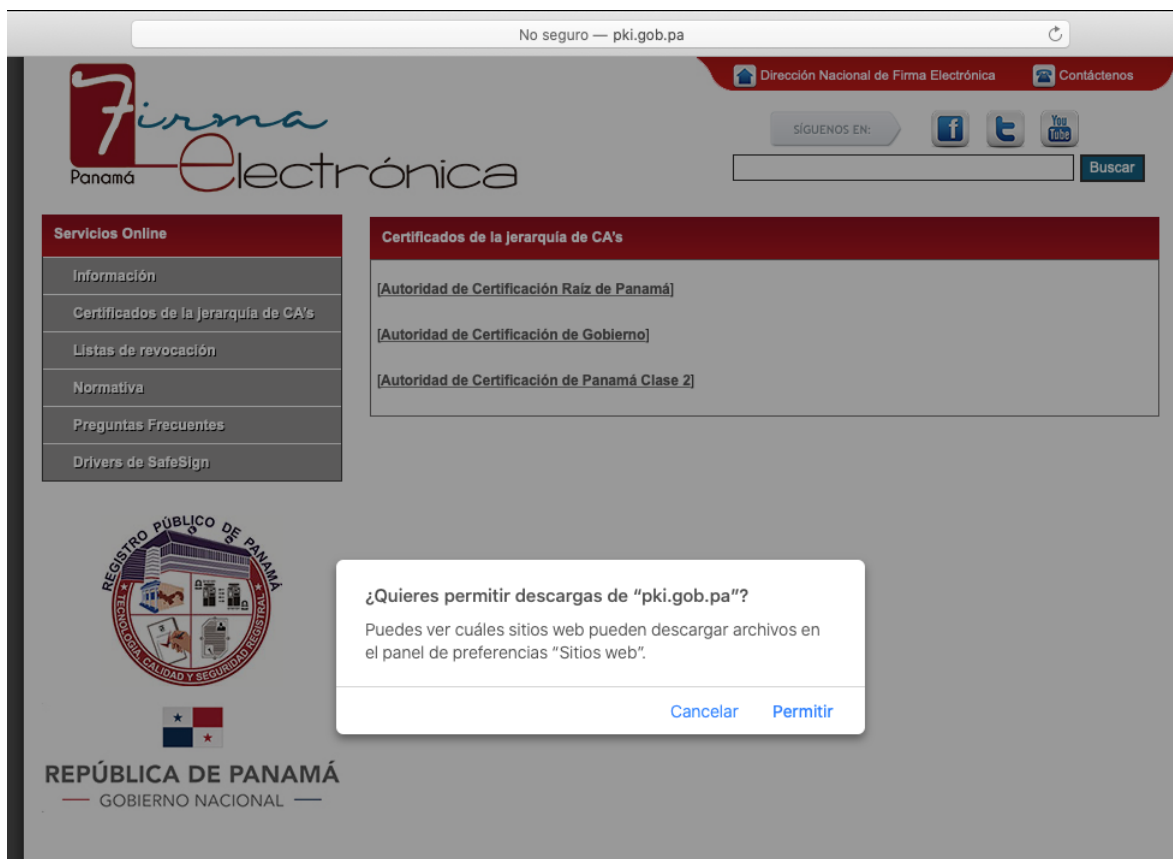 No seguro — pki.gob.pa
Dirección Nacional de Firma Electrónica
Contáctenos
Firma
Electrónica
Panamá
SÍGUENOS EN:
f
t
You
Tube
Buscar
Servicios Online
Información
Certificados de la jerarquía de CA's
Listas de revocación
Normativa
Preguntas Frecuentes
Drivers de SafeSign
Certificados de la jerarquía de CA's
[Autoridad de Certificación Raíz de Panamá]
[Autoridad de Certificación de Gobierno]
[Autoridad de Certificación de Panamá Clase 2]
REGISTRO PÚBLICO DE PANAMÁ
TECNOLOGIA, CALIDAD Y SEGURIDAD REGISTRAL
REPÚBLICA DE PANAMÁ
GOBIERNO NACIONAL
¿Quieres permitir descargas de “pki.gob.pa”?
Puedes ver cuáles sitios web pueden descargar archivos en
el panel de preferencias “Sitios web”.
Cancelar
Permitir